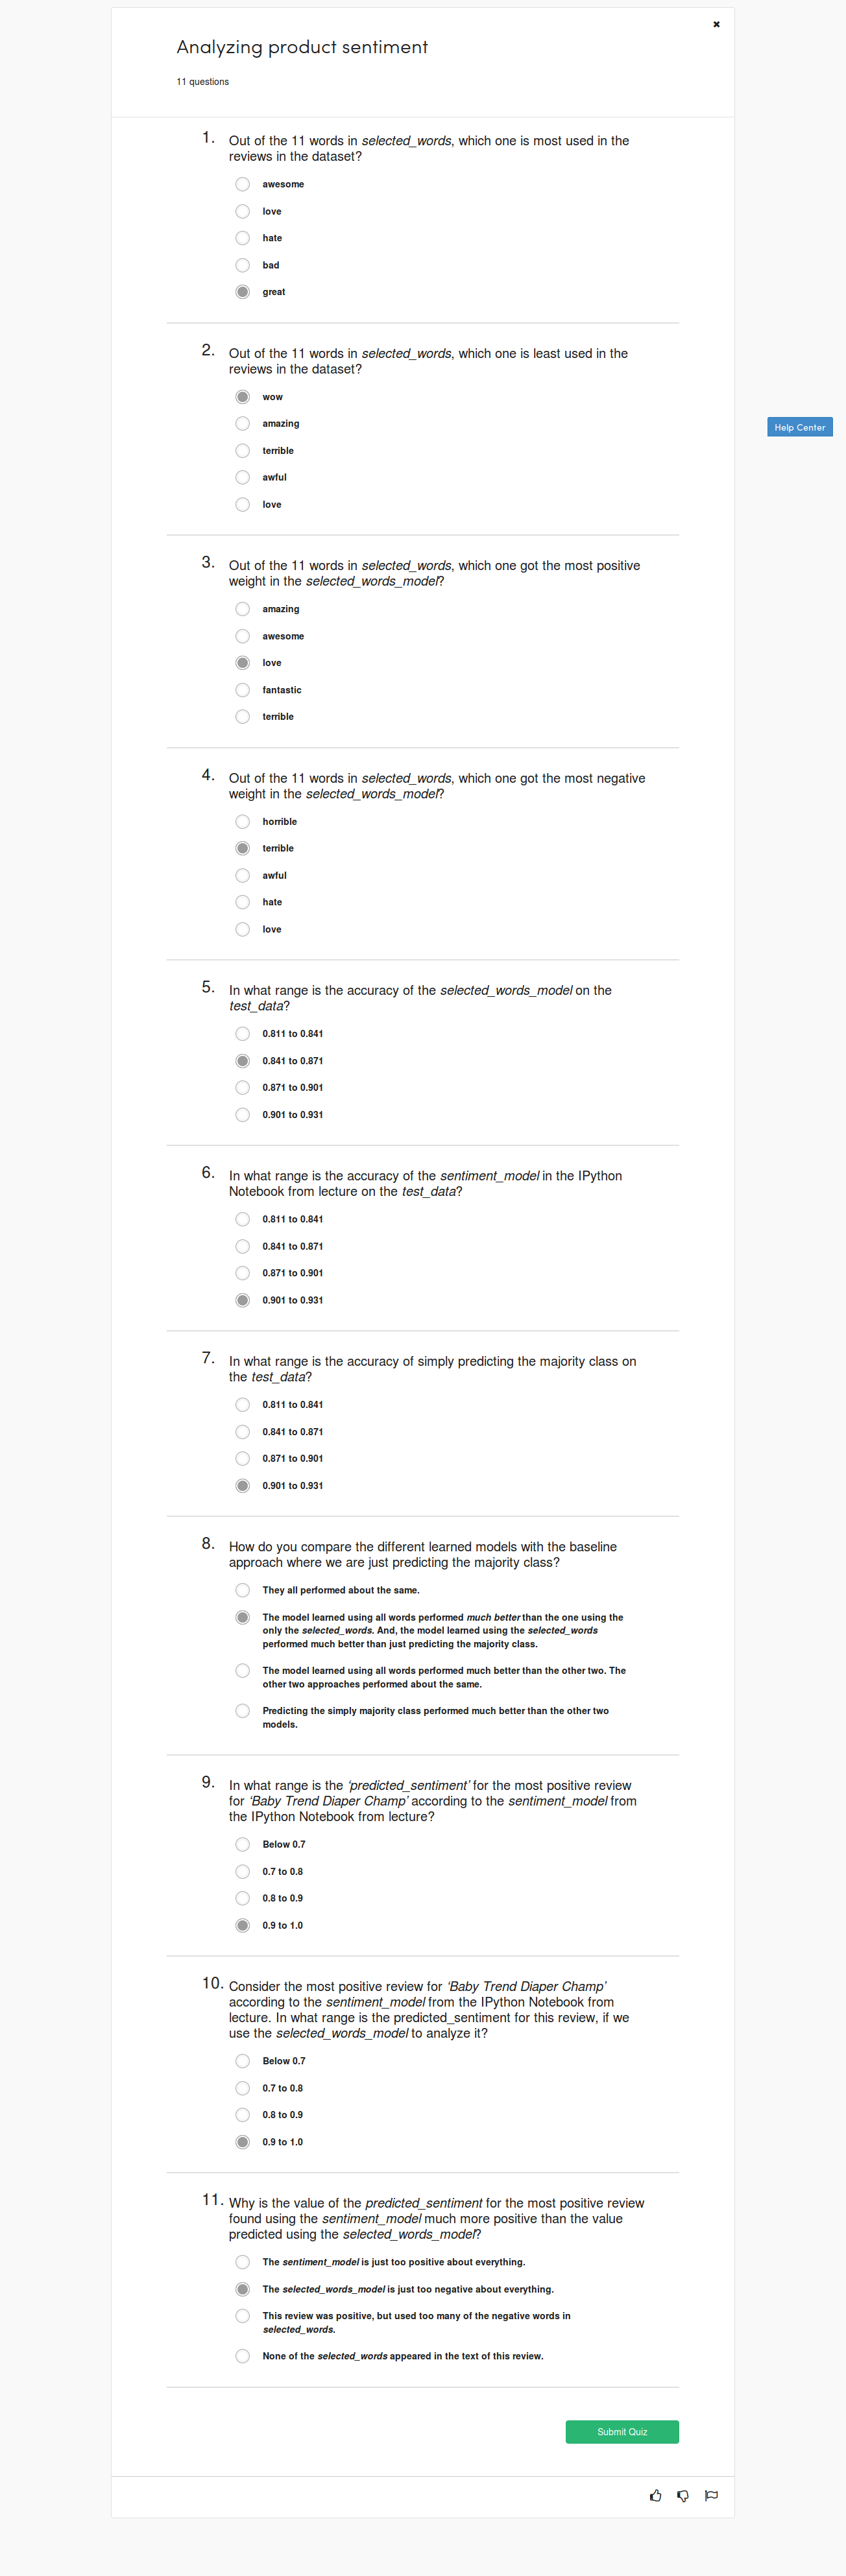 Analyzing product sentiment
11 questions
1. Out of the 11 words in selected_words, which one is most used in the
reviews in the dataset?
awesome
love
hate
bad
great
2. Out of the 11 words in selected_words, which one is least used in the
reviews in the dataset?
wow
amazing
terrible
awful
love
Help Center
3. Out of the 11 words in selected_words, which one got the most positive
weight in the selected_words_model?
amazing
awesome
love
fantastic
terrible
4. Out of the 11 words in selected_words, which one got the most negative
weight in the selected_words_model?
horrible
terrible
awful
hate
love
5. In what range is the accuracy of the selected_words_model on the
test_data?
0.811 to 0.841
0.841 to 0.871
0.871 to 0.901
0.901 to 0.931
6. In what range is the accuracy of the sentiment_model in the IPython
Notebook from lecture on the test_data?
0.811 to 0.841
0.841 to 0.871
0.871 to 0.901
0.901 to 0.931
7. In what range is the accuracy of simply predicting the majority class on
the test_data?
0.811 to 0.841
0.841 to 0.871
0.871 to 0.901
0.901 to 0.931
8. How do you compare the different learned models with the baseline
approach where we are just predicting the majority class?
They all performed about the same.
The model learned using all words performed much better than the one using the
only the selected_words. And, the model learned using the selected_words
performed much better than just predicting the majority class.
The model learned using all words performed much better than the other two. The
other two approaches performed about the same.
Predicting the simply majority class performed much better than the other two
models.
9. In what range is the ‘predicted_sentiment’ for the most positive review
for ‘Baby Trend Diaper Champ’ according to the sentiment_model from
the IPython Notebook from lecture?
Below 0.7
0.7 to 0.8
0.8 to 0.9
0.9 to 1.0
10. Consider the most positive review for ‘Baby Trend Diaper Champ’
according to the sentiment_model from the IPython Notebook from
lecture. In what range is the predicted_sentiment for this review, if we
use the selected_words_model to analyze it?
Below 0.7
0.7 to 0.8
0.8 to 0.9
0.9 to 1.0
11. Why is the value of the predicted_sentiment for the most positive review
found using the sentiment_model much more positive than the value
predicted using the selected_words_model?
The sentiment_model is just too positive about everything.
The selected_words_model is just too negative about everything.
This review was positive, but used too many of the negative words in
selected_words.
None of the selected_words appeared in the text of this review.
Submit Quiz